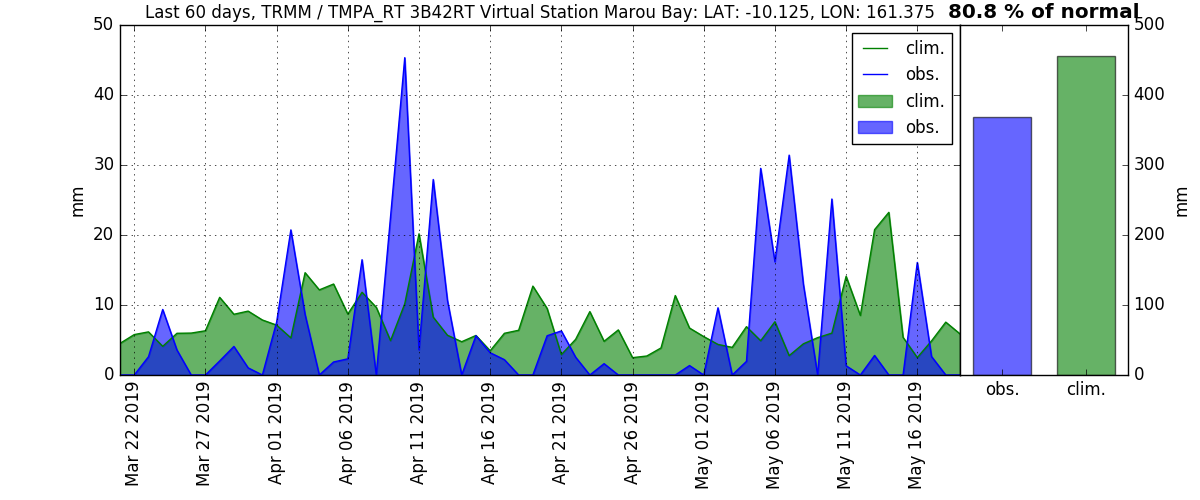 Last 60 days, TRMM / TMPA_RT 3B42RT Virtual Station Marou Bay: LAT: -10.125, LON: 161.375
80.8 % of normal
50
40
30
20
10
0
mm
clim.
obs.
clim.
obs.
Mar 22 2019
Mar 27 2019
Apr 01 2019
Apr 06 2019
Apr 11 2019
Apr 16 2019
Apr 21 2019
Apr 26 2019
May 01 2019
May 06 2019
May 11 2019
May 16 2019
500
400
300
200
100
0
mm
obs.
clim.